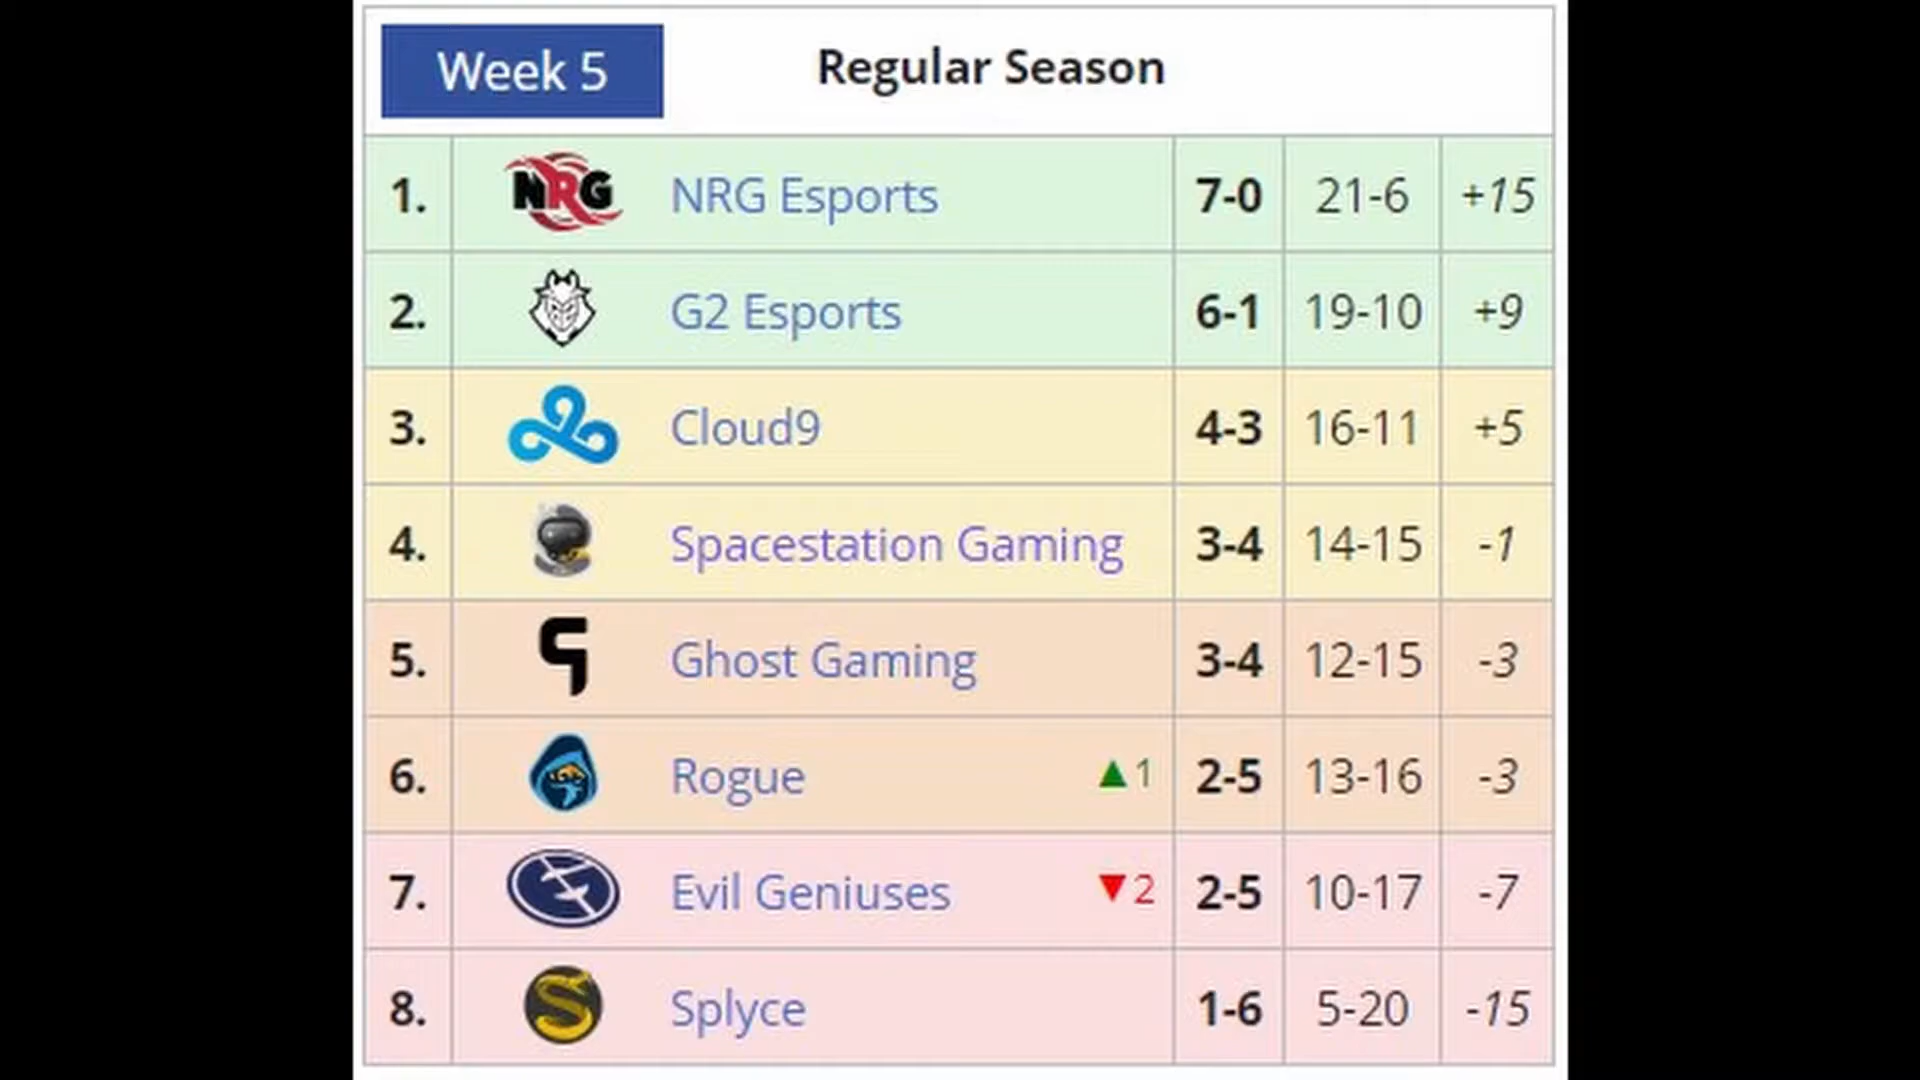 Week 5 Regular Season
1. NRG NRG Esports 7-0 21-6 +15
2. G2 Esports 6-1 19-10 +9
3. Cloud9 4-3 16-11 +5
4. Spacestation Gaming 3-4 14-15 -1
5. Ghost Gaming 3-4 12-15 -3
6. Rogue ▲1 2-5 13-16 -3
7. Evil Geniuses ▼2 2-5 10-17 -7
8. S Splyce 1-6 5-20 -15